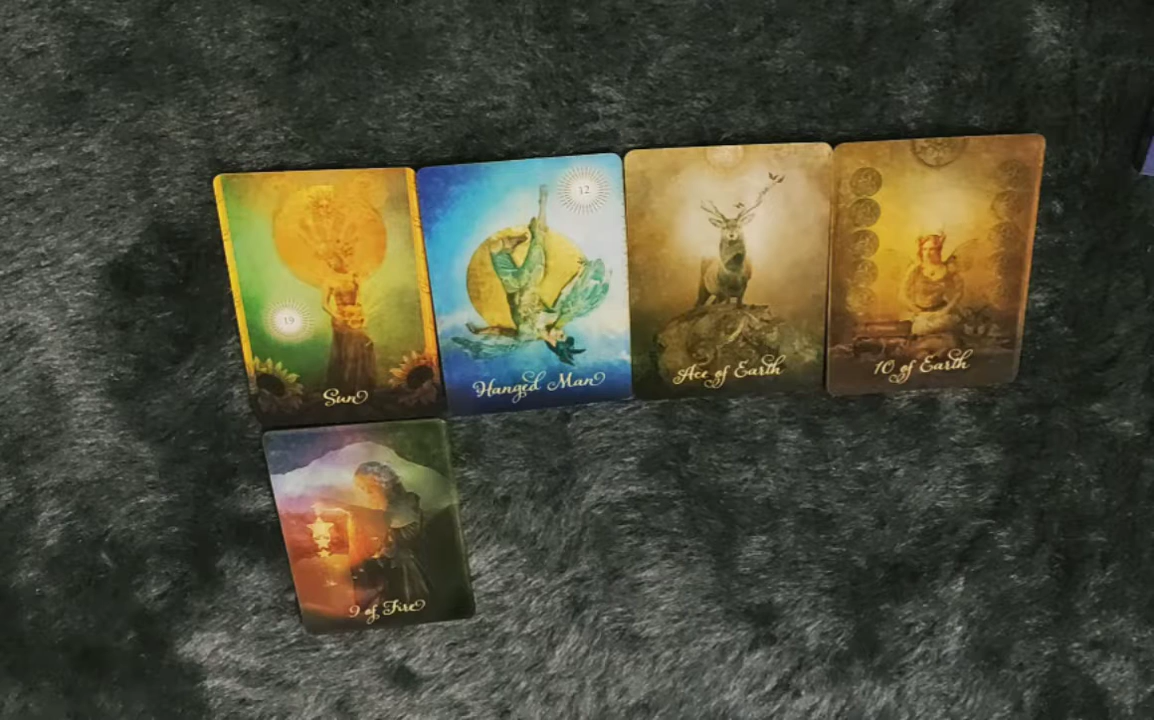 19
Sun
12
Hanged Man
Ace of Earth
10 of Earth
9 of Fire